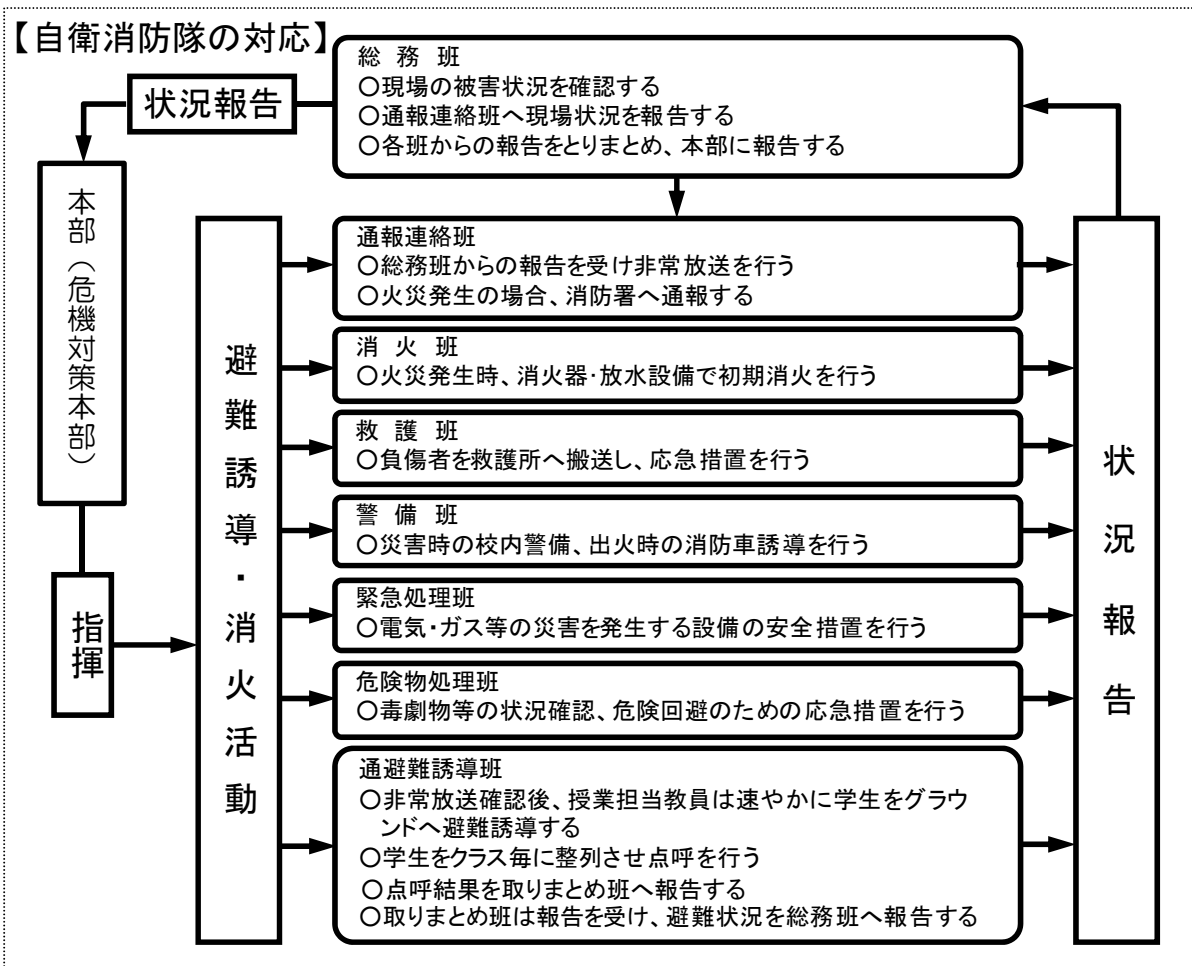 【自衛消防隊の対応】
総 務 班
○現場の被害状況を確認する
○通報連絡班へ現場状況を報告する
○各班からの報告をとりまとめ、本部に報告する
状況報告
本部(危機対策本部)
指揮
避難誘導・消火活動
通報連絡班
○総務班からの報告を受け非常放送を行う
○火災発生の場合、消防署へ通報する
消 火 班
○火災発生時、消火器・放水設備で初期消火を行う
救 護 班
○負傷者を救護所へ搬送し、応急措置を行う
警 備 班
○災害時の校内警備、出火時の消防車誘導を行う
緊急処理班
○電気・ガス等の災害を発生する設備の安全措置を行う
危険物処理班
○毒劇物等の状況確認、危険回避のための応急措置を行う
通避難誘導班
○非常放送確認後、授業担当教員は速やかに学生をグラウ
ンドへ避難誘導する
○学生をクラス毎に整列させ点呼を行う
○点呼結果を取りまとめ班へ報告する
○取りまとめ班は報告を受け、避難状況を総務班へ報告する
状況報告